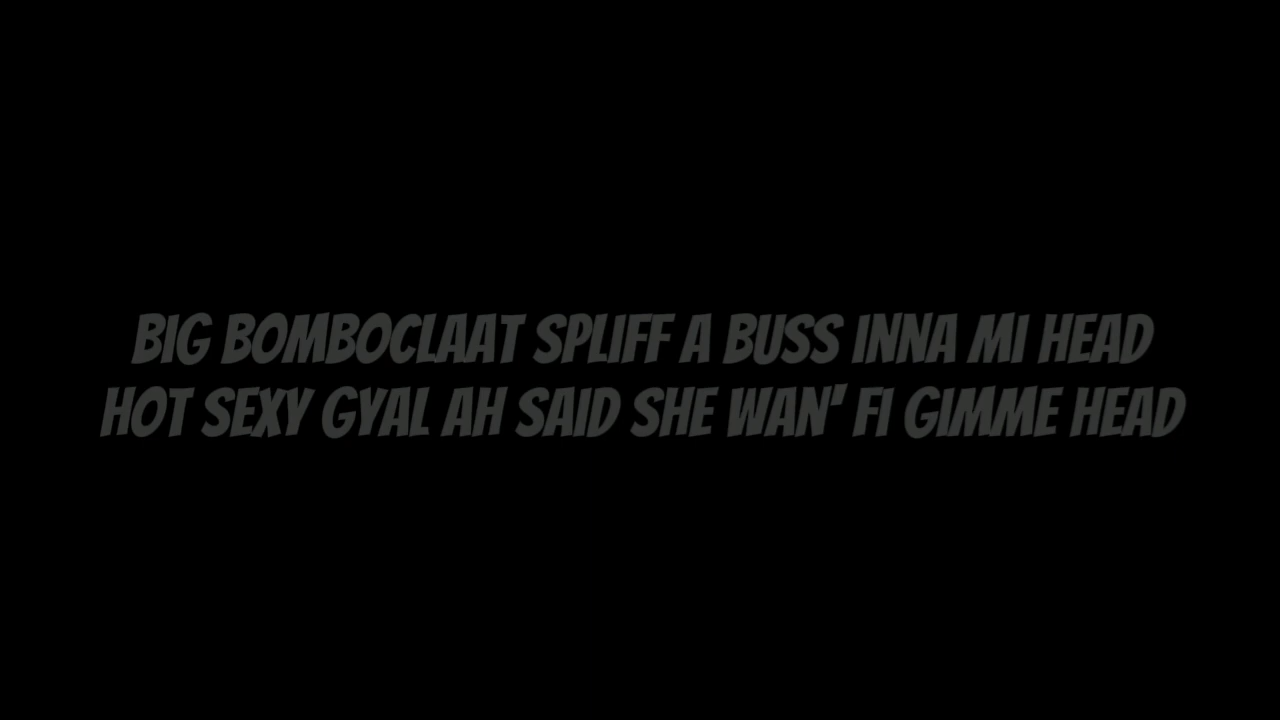 BIG BOMBOCLAAT SPLIFF A BUSS INNA MI HEAD
HOT SEXY GYAL AH SAID SHE WAN' FI GIMME HEAD